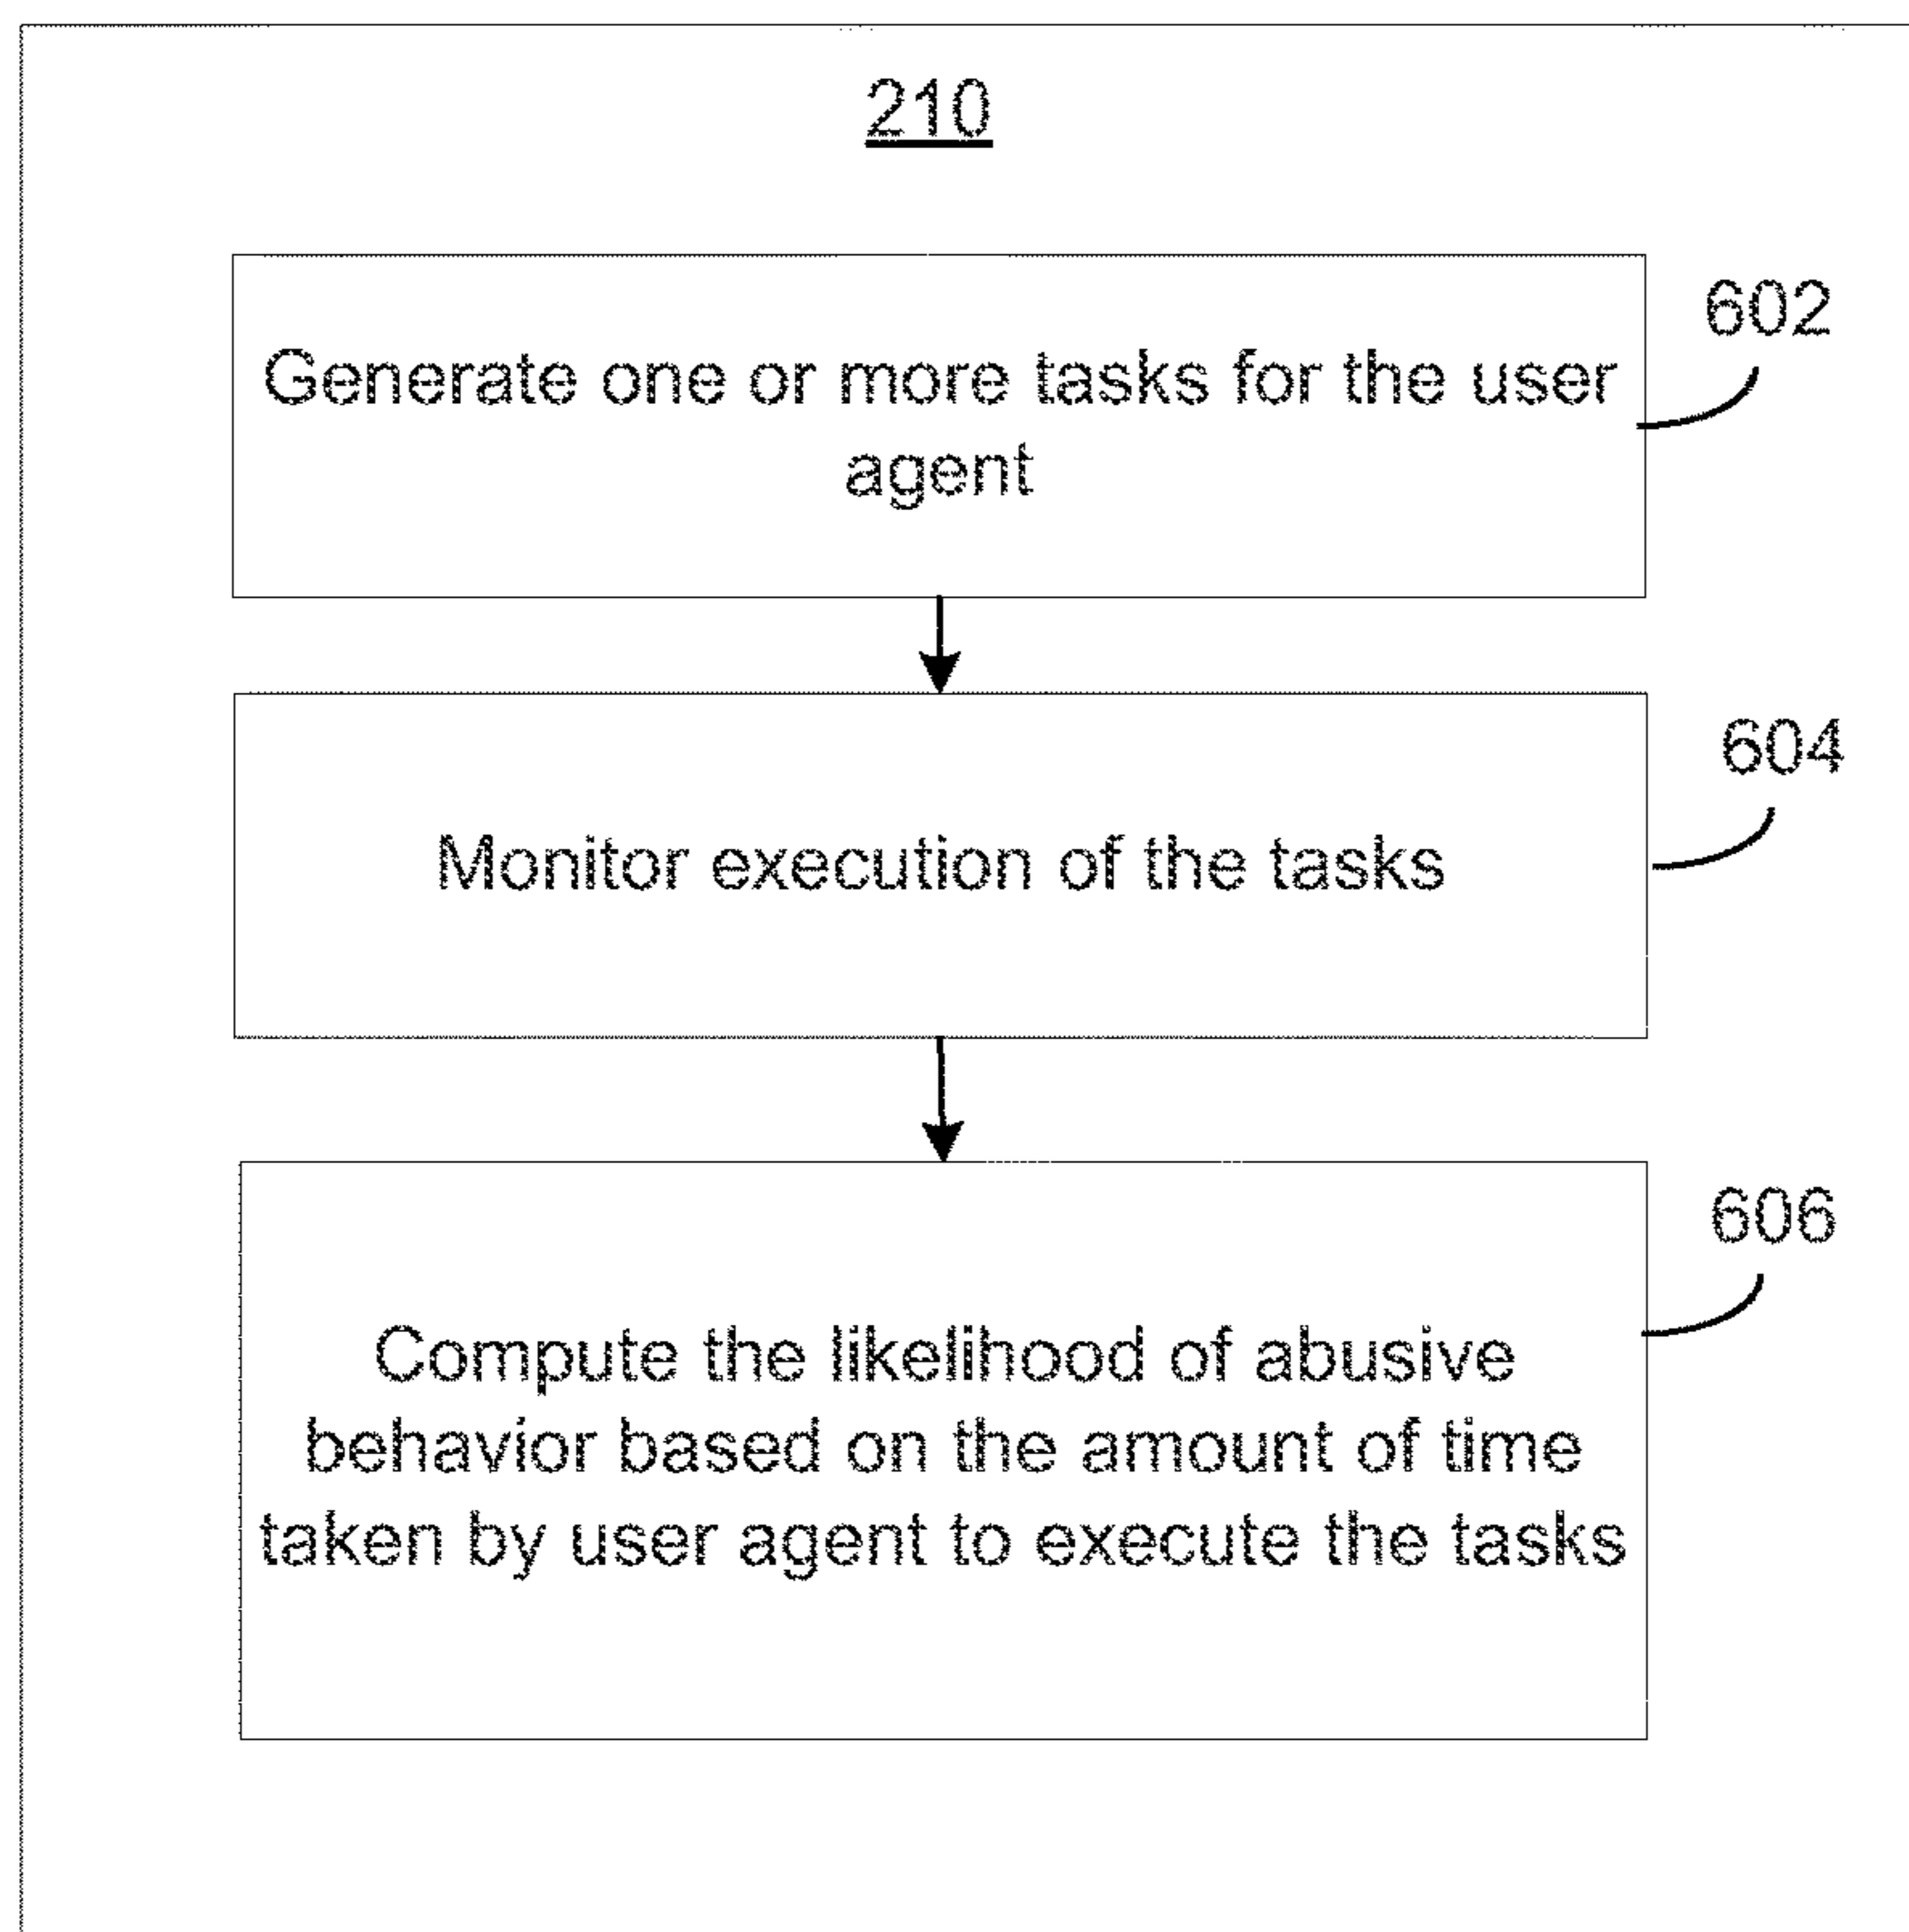 210
602
Generate one or more tasks for the user
agent
604
Monitor execution of the tasks
606
Compute the likelihood of abusive
behavior based on the amount of time
taken by user agent to execute the tasks